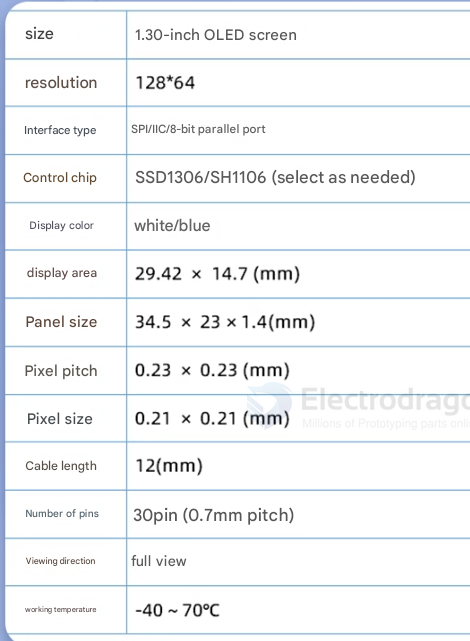 size 1.30-inch OLED screen
resolution 128*64
Interface type SPI/IIC/8-bit parallel port
Control chip SSD1306/SH1106 (select as needed)
Display color white/blue
display area 29.42 × 14.7 (mm)
Panel size 34.5 × 23 × 1.4(mm)
Pixel pitch 0.23 × 0.23 (mm)
Electrodrago
Pixel size 0.21 × 0.21 (mm)
Millions of Prototyping parts onli
Cable length 12(mm)
Number of pins 30pin (0.7mm pitch)
Viewing direction full view
working temperature -40 ~ 70℃